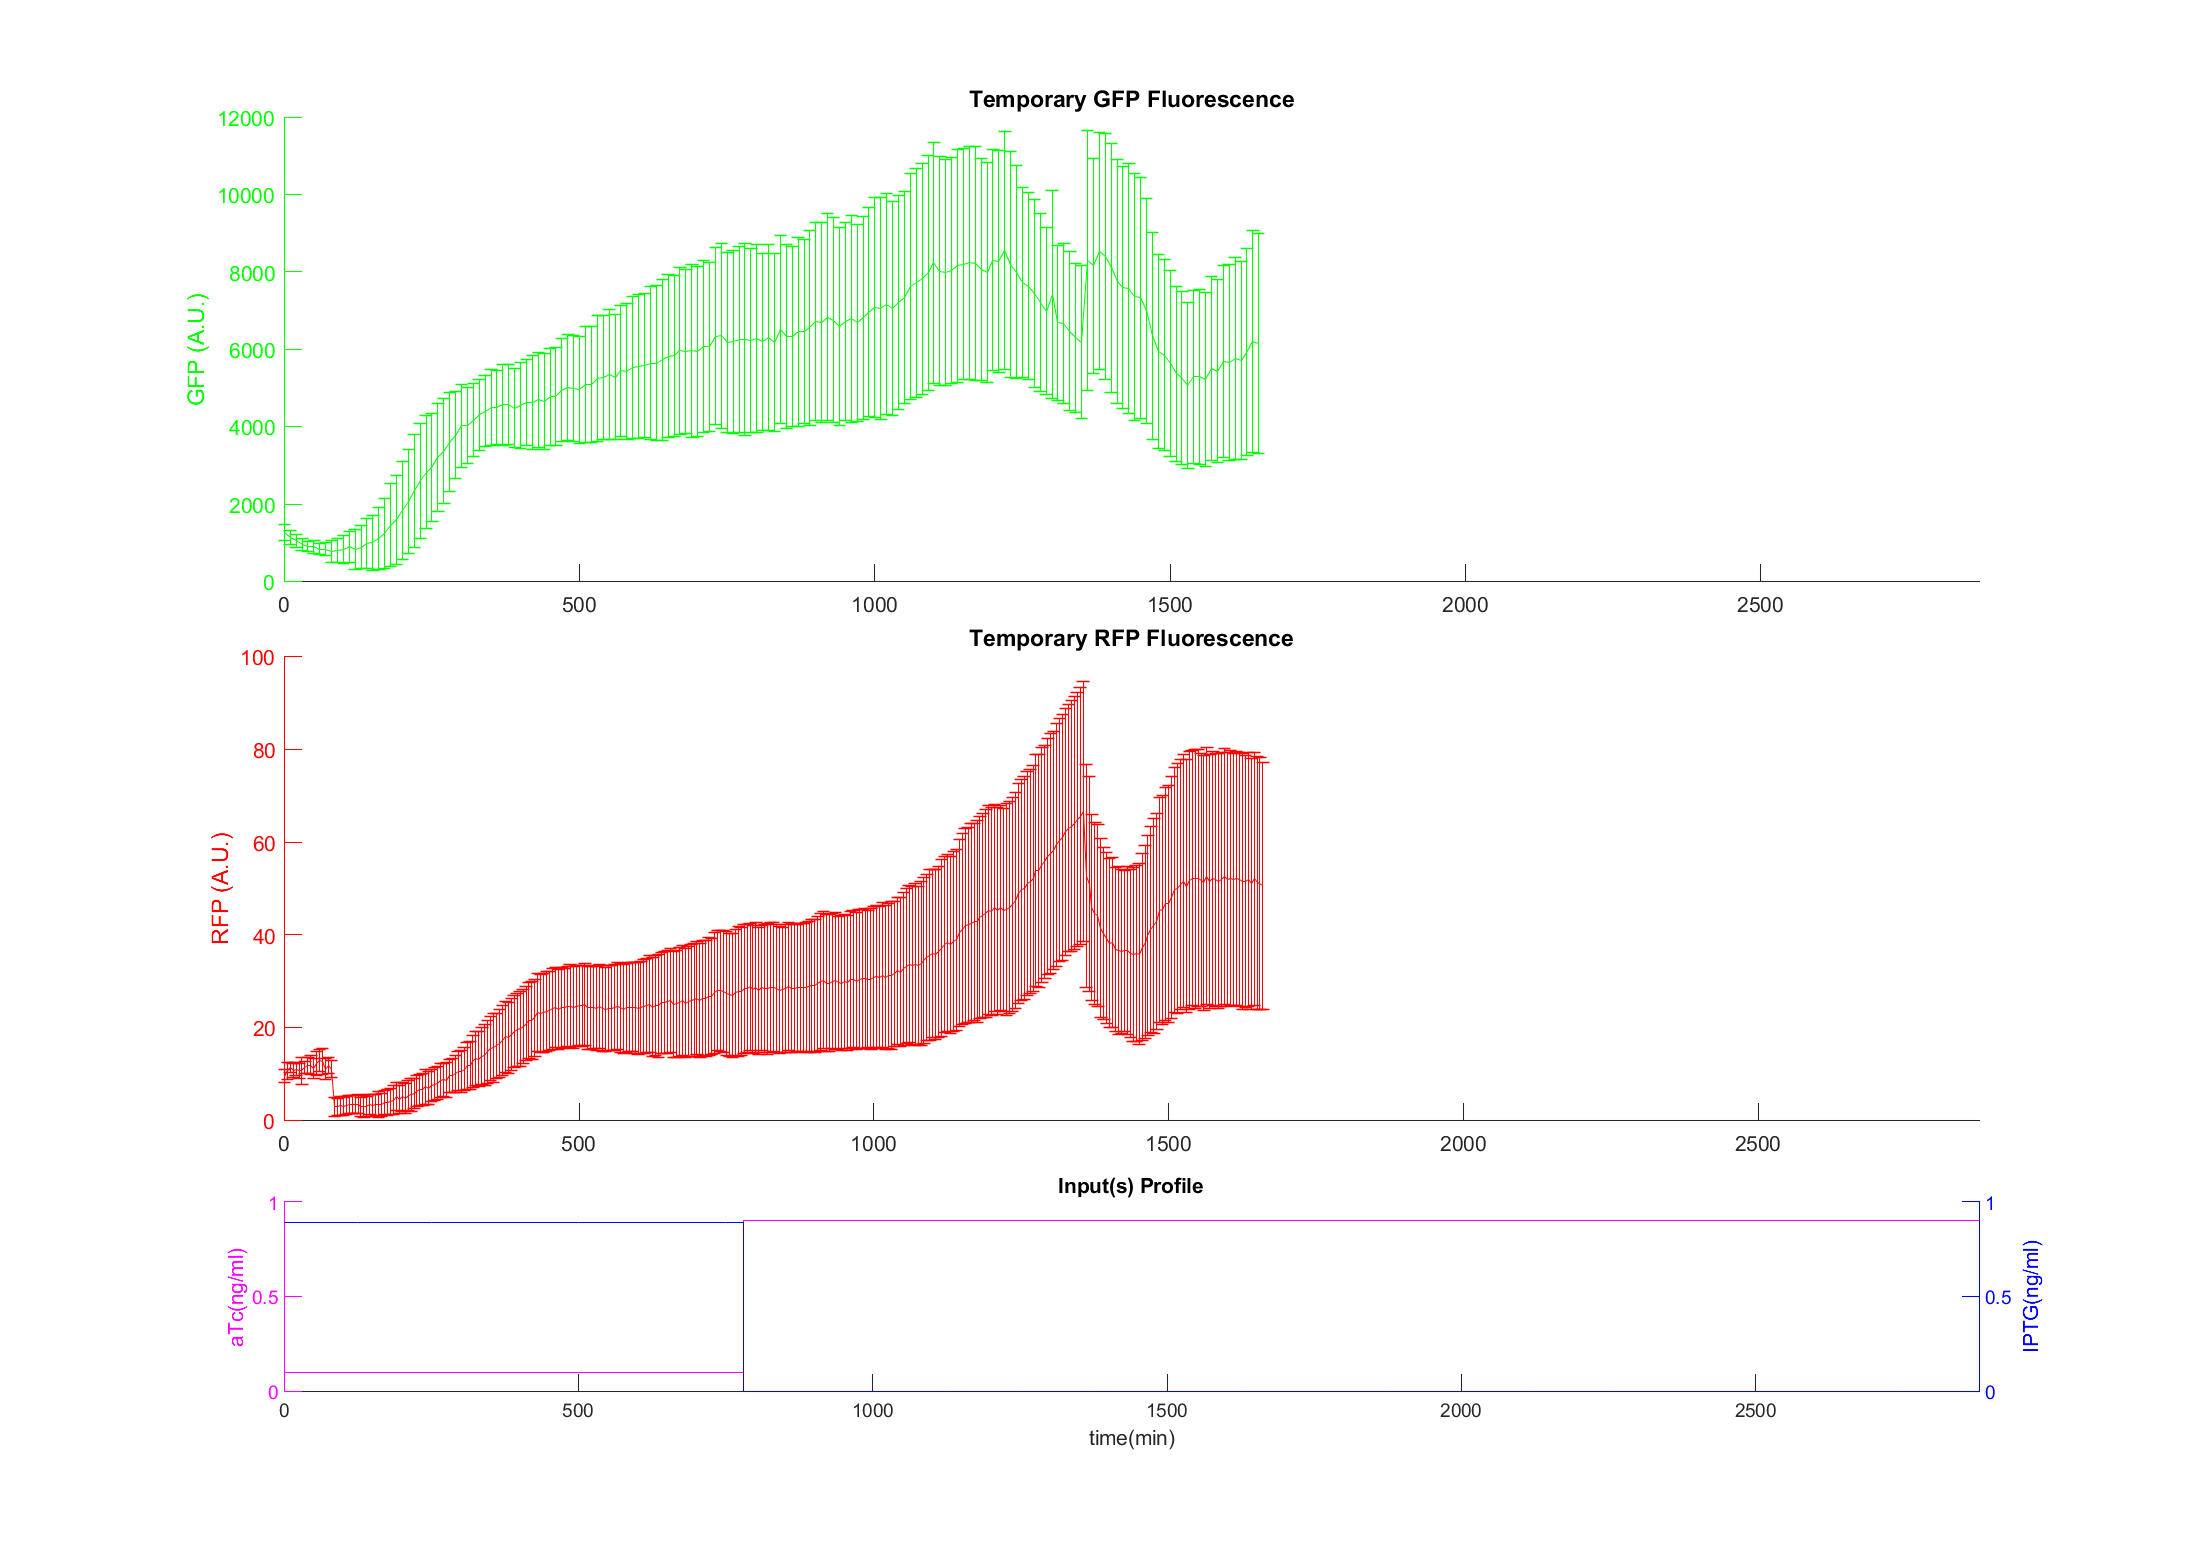 Temporary GFP Fluorescence
12000
10000
8000
6000
4000
2000
0
GFP (A.U.)
0 500 1000 1500 2000 2500
Temporary RFP Fluorescence
100
80
60
40
20
0
RFP (A.U.)
0 500 1000 1500 2000 2500
Input(s) Profile
1
0.5
0
aTc(ng/ml)
1
0.5
0
IPTG(ng/ml)
0 500 1000 1500 2000 2500
time(min)